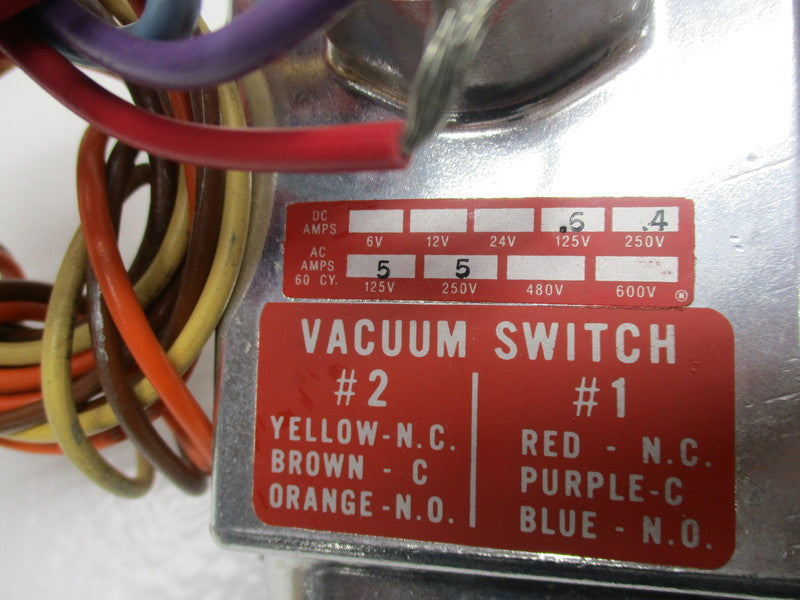 DC AMPS .6 .4
6V 12V 24V 125V 250V
AC AMPS 60 CY. 5 5
125V 250V 480V 600V ®
VACUUM SWITCH
#2 #1
YELLOW-N.C. RED - N.C.
BROWN - C PURPLE-C
ORANGE-N.O. BLUE - N.O.